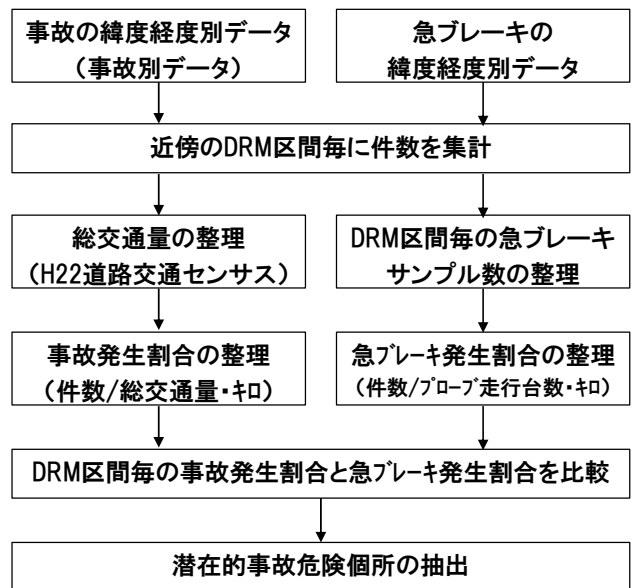 事故の緯度経度別データ
（事故別データ）
急ブレーキの
緯度経度別データ
近傍のDRM区間毎に件数を集計
総交通量の整理
（H22道路交通センサス）
DRM区間毎の急ブレーキ
サンプル数の整理
事故発生割合の整理
（件数/総交通量・ｷﾛ）
急ﾌﾞﾚｰｷ発生割合の整理
（件数/ﾌﾟﾛｰﾌﾞ走行台数・ｷﾛ）
DRM区間毎の事故発生割合と急ﾌﾞﾚｰｷ発生割合を比較
潜在的事故危険個所の抽出